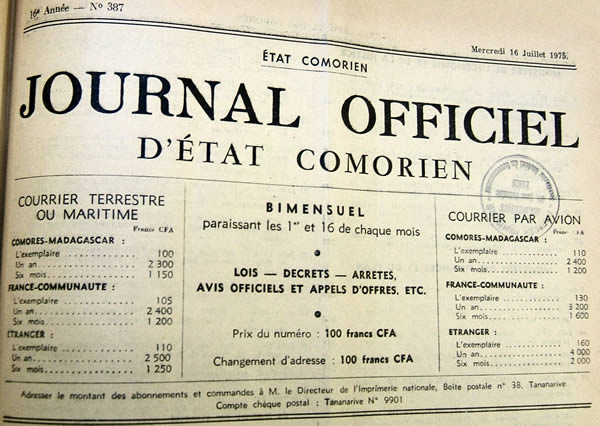 16e Année — No 387
Mercredi 16 Juillet 1975.
ÉTAT COMORIEN
JOURNAL OFFICIEL
D'ÉTAT COMORIEN
COURRIER TERRESTRE
OU MARITIME
Francs CFA
COMORES-MADAGASCAR :
L'exemplaire .......... 100
Un an .......... 2 300
Six mois .......... 1 150
FRANCE-COMMUNAUTE :
L'exemplaire .......... 105
Un an .......... 2 400
Six mois .......... 1 200
ETRANGER :
L'exemplaire .......... 110
Un an .......... 2 500
Six mois .......... 1 250
BIMENSUEL
paraissant les 1er et 16 de chaque mois
LOIS — DECRETS — ARRETES,
AVIS OFFICIELS ET APPELS D'OFFRES, ETC.
Prix du numéro : 100 francs CFA
Changement d'adresse : 100 francs CFA
COURRIER PAR AVION
Francs CFA
COMORES-MADAGASCAR :
L'exemplaire .......... 110
Un an .......... 2 400
Six mois .......... 1 200
FRANCE-COMMUNAUTE :
L'exemplaire .......... 130
Un an .......... 3 200
Six mois .......... 1 600
ETRANGER :
L'exemplaire .......... 160
Un an .......... 4 000
Six mois .......... 2 000
Adresser le montant des abonnements et commandes à M. le Directeur de l'Imprimerie nationale, Boite postale n° 38, Tananarive
Compte chèque postal : Tananarive N° 9901